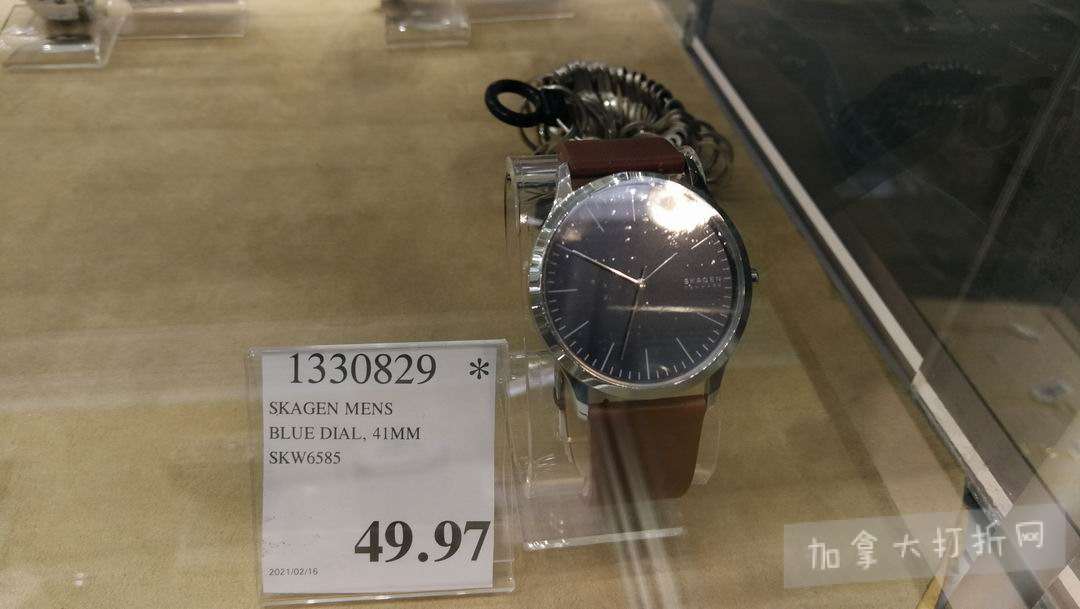 SKAGEN
1330829 *
SKAGEN MENS
BLUE DIAL, 41MM
SKW6585
49.97
2021/02/16
加拿大打折网